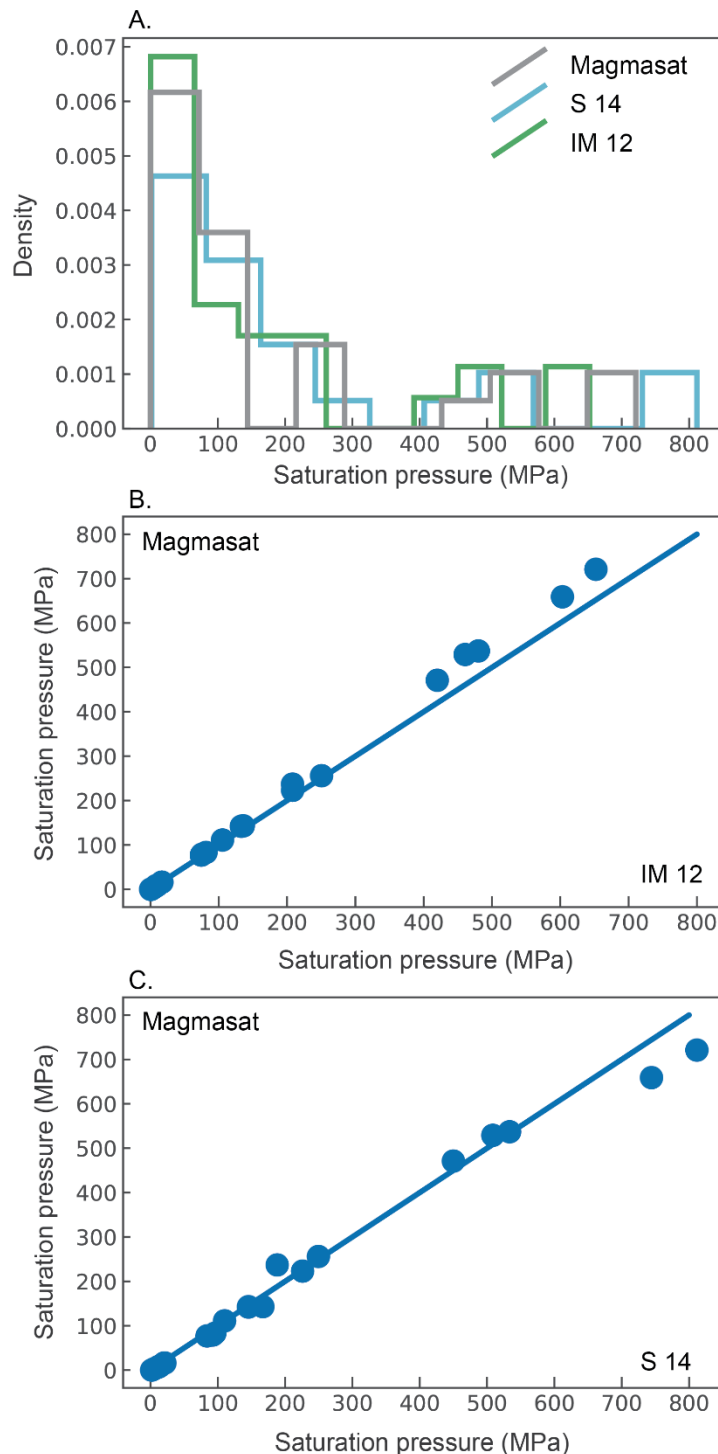 A.
0.007
0.006
0.005
0.004
0.003
0.002
0.001
0.000
Density
Magmasat
S 14
IM 12
0 100 200 300 400 500 600 700 800
Saturation pressure (MPa)
B.
Magmasat
800
700
600
500
400
300
200
100
0
Saturation pressure (MPa)
IM 12
0 100 200 300 400 500 600 700 800
Saturation pressure (MPa)
C.
Magmasat
800
700
600
500
400
300
200
100
0
Saturation pressure (MPa)
S 14
0 100 200 300 400 500 600 700 800
Saturation pressure (MPa)